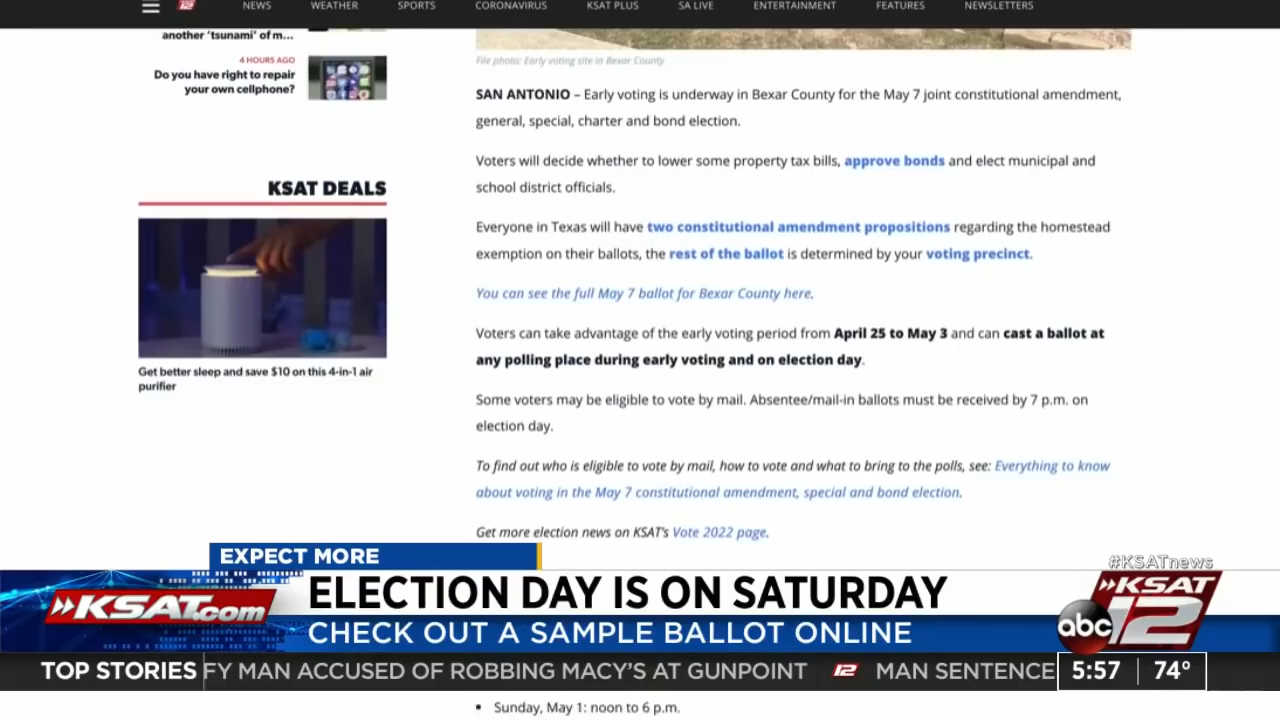 NEWS WEATHER SPORTS CORONAVIRUS KSAT PLUS SA LIVE ENTERTAINMENT FEATURES NEWSLETTERS
another ‘tsunami’ of m...
4 HOURS AGO
Do you have right to repair
your own cellphone?
KSAT DEALS
Get better sleep and save $10 on this 4-in-1 air
purifier
File photo: Early voting site in Bexar County
SAN ANTONIO – Early voting is underway in Bexar County for the May 7 joint constitutional amendment,
general, special, charter and bond election.
Voters will decide whether to lower some property tax bills, approve bonds and elect municipal and
school district officials.
Everyone in Texas will have two constitutional amendment propositions regarding the homestead
exemption on their ballots, the rest of the ballot is determined by your voting precinct.
You can see the full May 7 ballot for Bexar County here.
Voters can take advantage of the early voting period from April 25 to May 3 and can cast a ballot at
any polling place during early voting and on election day.
Some voters may be eligible to vote by mail. Absentee/mail-in ballots must be received by 7 p.m. on
election day.
To find out who is eligible to vote by mail, how to vote and what to bring to the polls, see: Everything to know
about voting in the May 7 constitutional amendment, special and bond election.
Get more election news on KSAT's Vote 2022 page.
EXPECT MORE
#KSATnews
KSAT.com
ELECTION DAY IS ON SATURDAY
CHECK OUT A SAMPLE BALLOT ONLINE
KSAT
abc 12
TOP STORIES FY MAN ACCUSED OF ROBBING MACY'S AT GUNPOINT 12 MAN SENTENCE 5:57 74°
• Sunday, May 1: noon to 6 p.m.